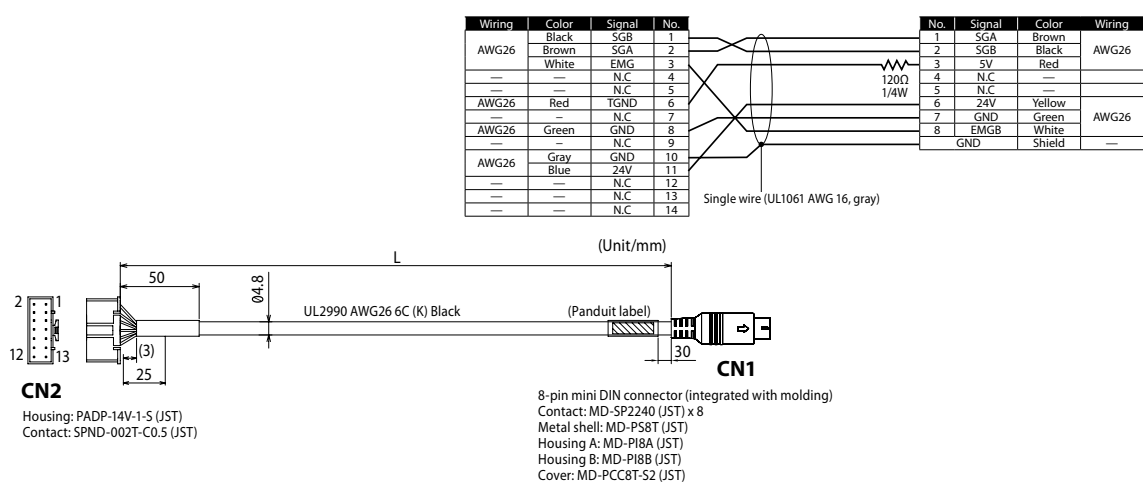 Wiring Color Signal No.
AWG26 Black SGB 1
Brown SGA 2
White EMG 3
— — N.C 4
— — N.C 5
AWG26 Red TGND 6
— – N.C 7
AWG26 Green GND 8
— – N.C 9
AWG26 Gray GND 10
Blue 24V 11
— — N.C 12
— — N.C 13
— — N.C 14
No. Signal Color Wiring
1 SGA Brown AWG26
2 SGB Black
3 5V Red
4 N.C —
5 N.C —
6 24V Yellow AWG26
7 GND Green
8 EMGB White
GND Shield —
120Ω
1/4W
Single wire (UL1061 AWG 16, gray)
(Unit/mm)
L
50
Ø4.8
UL2990 AWG26 6C (K) Black
(Panduit label)
2 1
12 13
(3)
25
30
CN2
Housing: PADP-14V-1-S (JST)
Contact: SPND-002T-C0.5 (JST)
CN1
8-pin mini DIN connector (integrated with molding)
Contact: MD-SP2240 (JST) x 8
Metal shell: MD-PS8T (JST)
Housing A: MD-PI8A (JST)
Housing B: MD-PI8B (JST)
Cover: MD-PCC8T-S2 (JST)